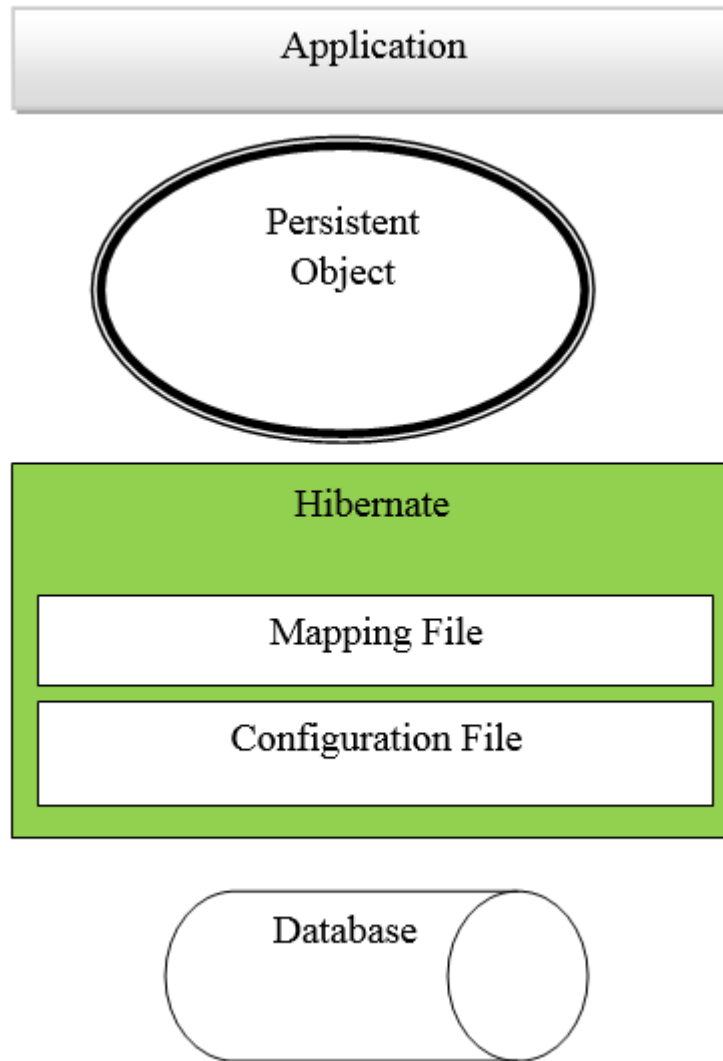 Application
Persistent
Object
Hibernate
Mapping File
Configuration File
Database